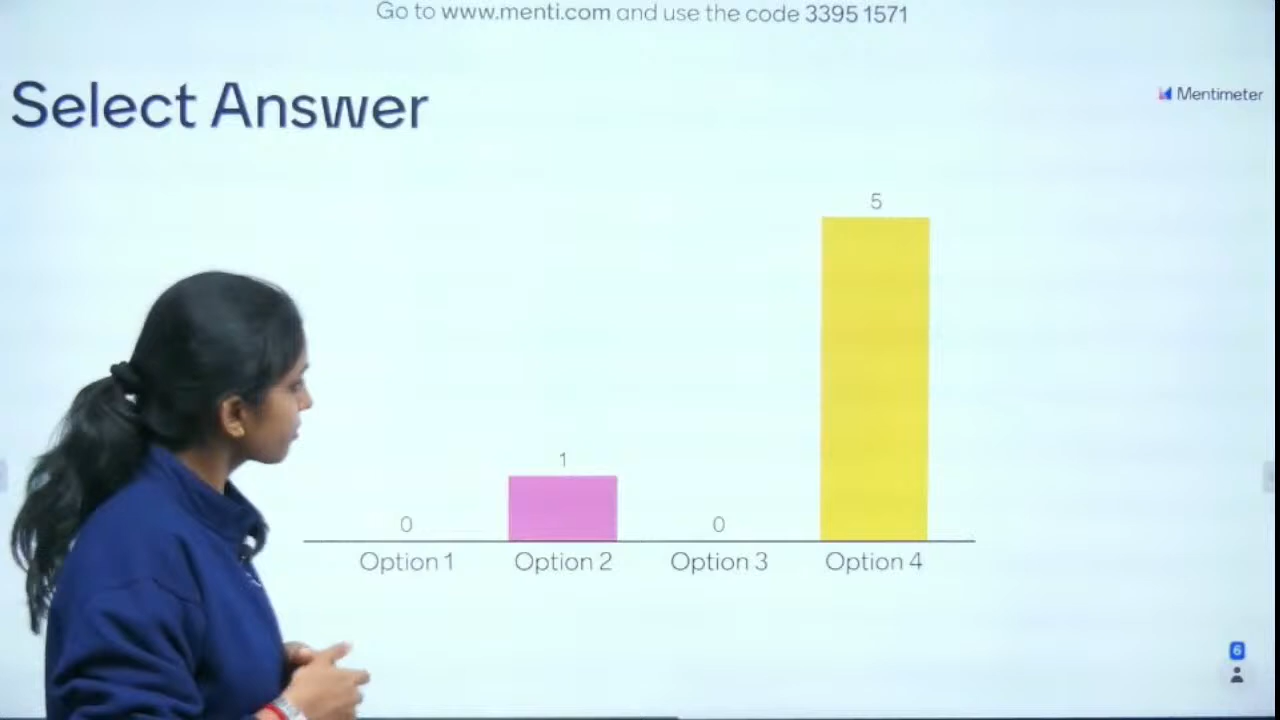 Go to www.menti.com and use the code 3395 1571
Select Answer
Mentimeter
5
1
0
0
Option 1
Option 2
Option 3
Option 4
6